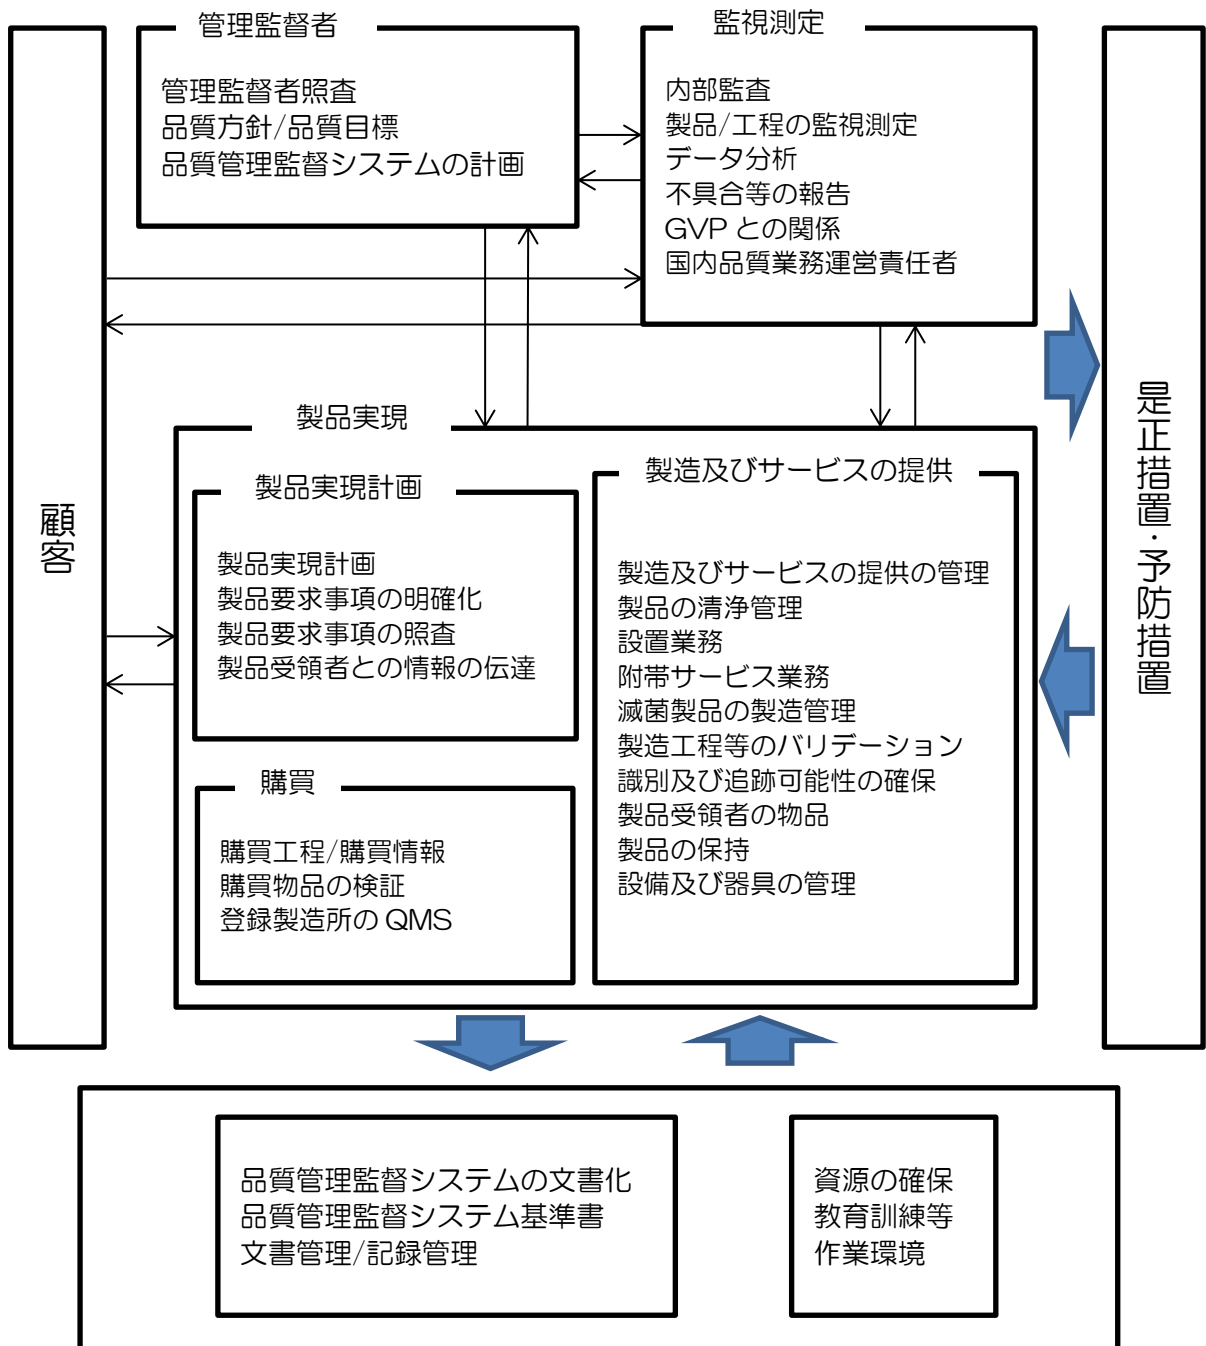 管理監督者
管理監督者照査
品質方針/品質目標
品質管理監督システムの計画
監視測定
内部監査
製品/工程の監視測定
データ分析
不具合等の報告
GVP との関係
国内品質業務運営責任者
顧客
是正措置・予防措置
製品実現
製品実現計画
製品実現計画
製品要求事項の明確化
製品要求事項の照査
製品受領者との情報の伝達
購買
購買工程/購買情報
購買物品の検証
登録製造所の QMS
製造及びサービスの提供
製造及びサービスの提供の管理
製品の清浄管理
設置業務
附帯サービス業務
滅菌製品の製造管理
製造工程等のバリデーション
識別及び追跡可能性の確保
製品受領者の物品
製品の保持
設備及び器具の管理
品質管理監督システムの文書化
品質管理監督システム基準書
文書管理/記録管理
資源の確保
教育訓練等
作業環境